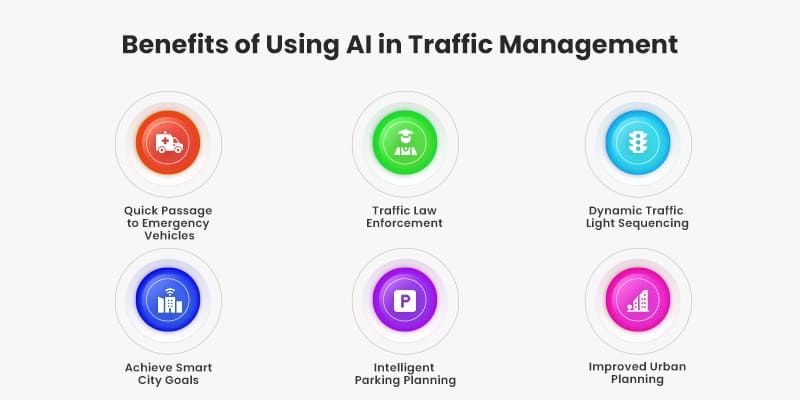 Benefits of Using AI in Traffic Management
Quick Passage
to Emergency
Vehicles
Traffic Law
Enforcement
Dynamic Traffic
Light Sequencing
Achieve Smart
City Goals
P
Intelligent
Parking Planning
Improved Urban
Planning